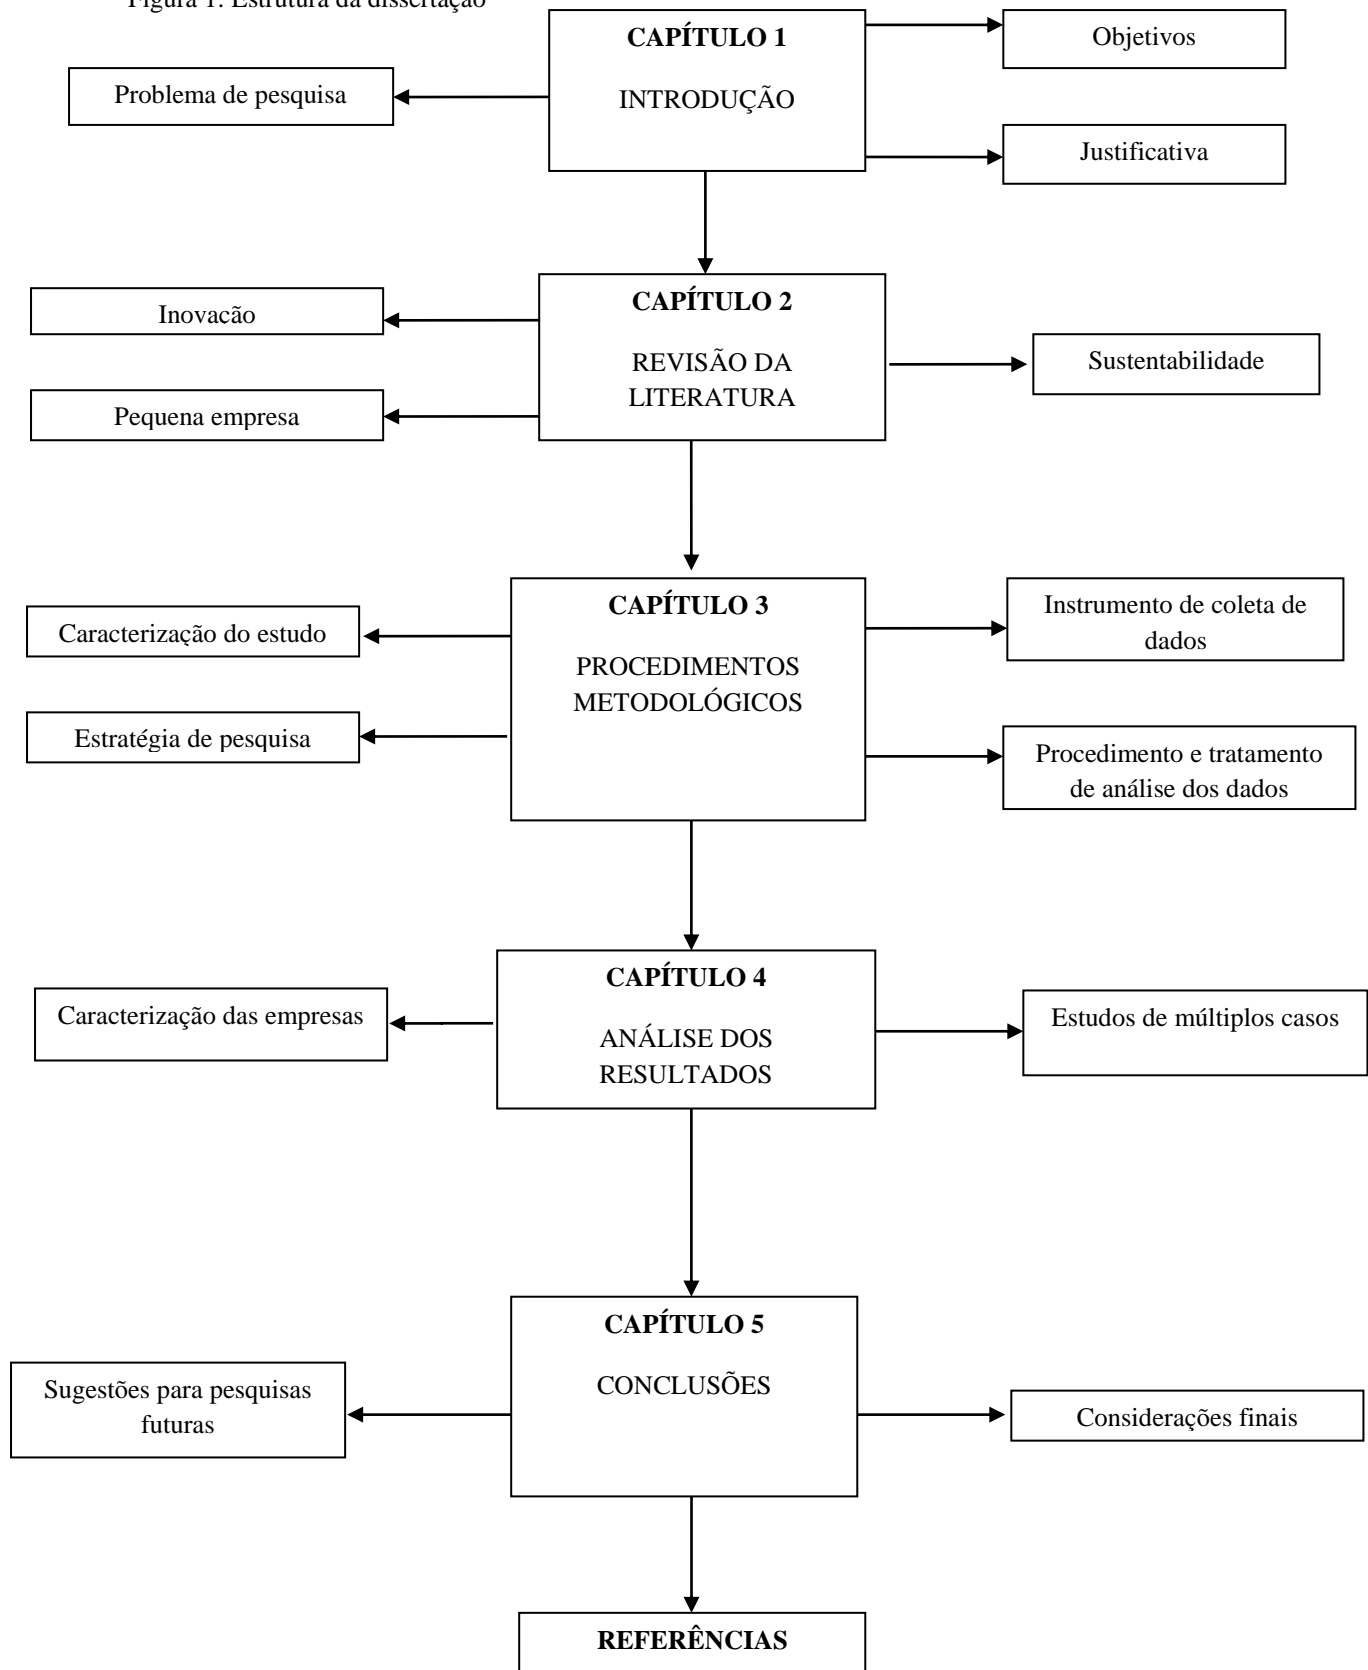 Figura 1: Estrutura da dissertação
CAPÍTULO 1
INTRODUÇÃO
Problema de pesquisa
Objetivos
Justificativa
CAPÍTULO 2
REVISÃO DA
LITERATURA
Inovacão
Pequena empresa
Sustentabilidade
CAPÍTULO 3
PROCEDIMENTOS
METODOLÓGICOS
Caracterização do estudo
Estratégia de pesquisa
Instrumento de coleta de
dados
Procedimento e tratamento
de análise dos dados
CAPÍTULO 4
ANÁLISE DOS
RESULTADOS
Caracterização das empresas
Estudos de múltiplos casos
CAPÍTULO 5
CONCLUSÕES
Sugestões para pesquisas
futuras
Considerações finais
REFERÊNCIAS